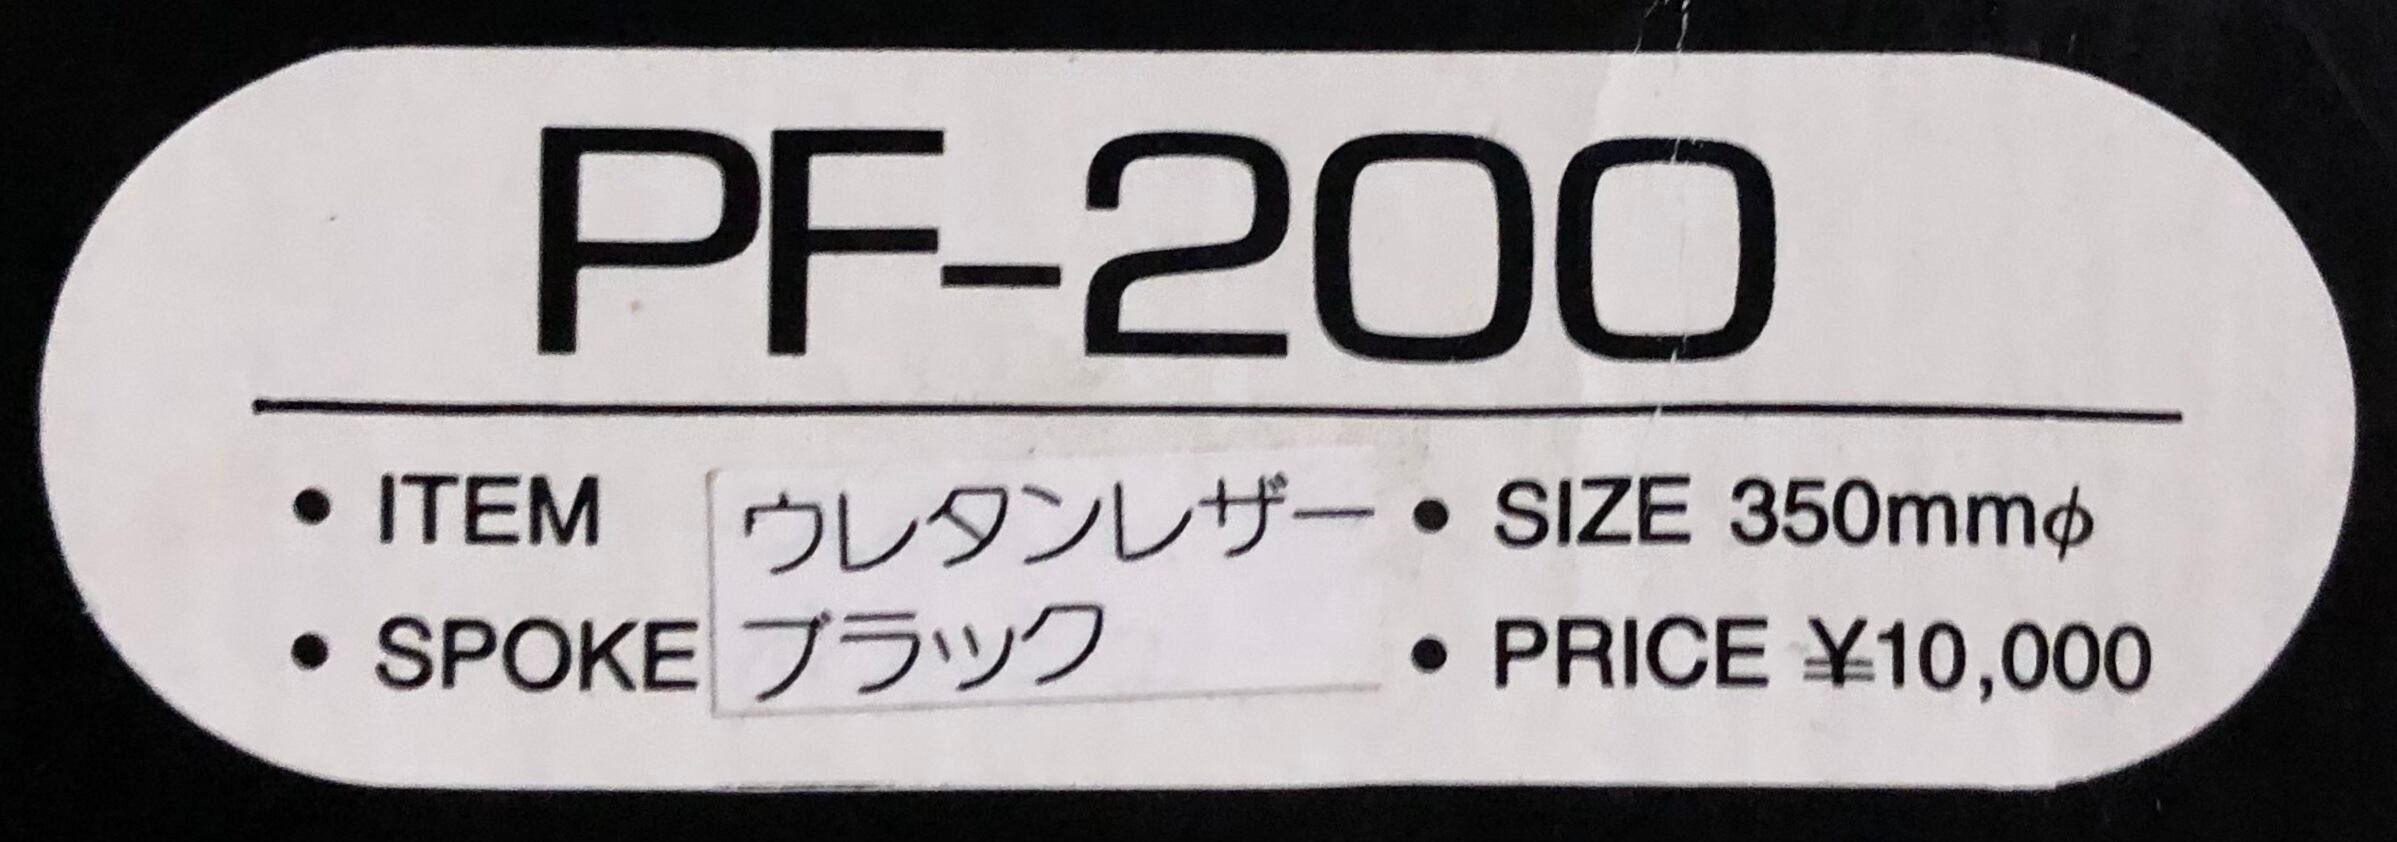 PF-200
• ITEM ウレタンレザー • SIZE 350mmφ
• SPOKE ブラック • PRICE ¥10,000